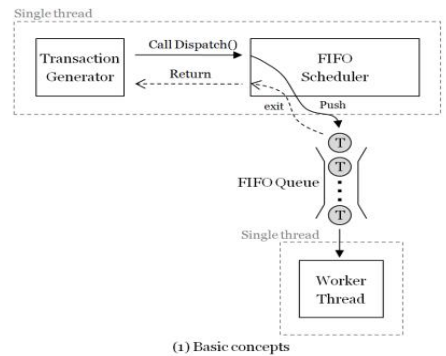 Single thread
Transaction
Generator
Call Dispatch()
Return
FIFO
Scheduler
exit
Push
T
T
FIFO Queue
T
Single thread
Worker
Thread
(1) Basic concepts